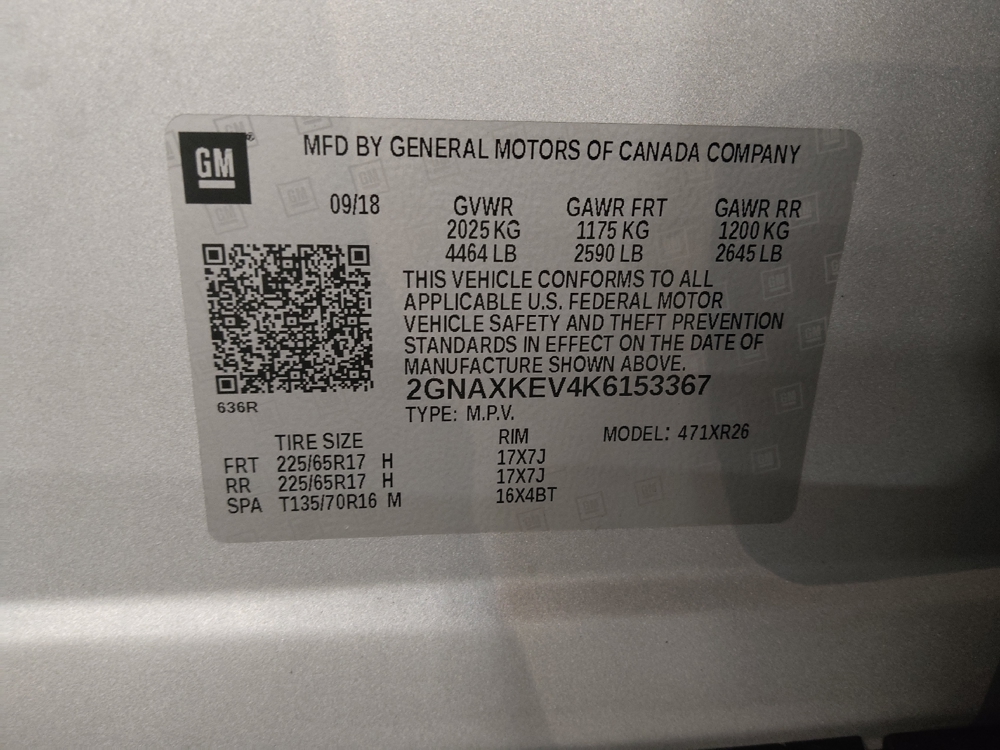 GM
MFD BY GENERAL MOTORS OF CANADA COMPANY
09/18 GVWR GAWR FRT GAWR RR
2025 KG 1175 KG 1200 KG
4464 LB 2590 LB 2645 LB
THIS VEHICLE CONFORMS TO ALL
APPLICABLE U.S. FEDERAL MOTOR
VEHICLE SAFETY AND THEFT PREVENTION
STANDARDS IN EFFECT ON THE DATE OF
MANUFACTURE SHOWN ABOVE.
2GNAXKEV4K6153367
636R
TYPE: M.P.V.
TIRE SIZE RIM MODEL: 471XR26
FRT 225/65R17 H 17X7J
RR 225/65R17 H 17X7J
SPA T135/70R16 M 16X4BT